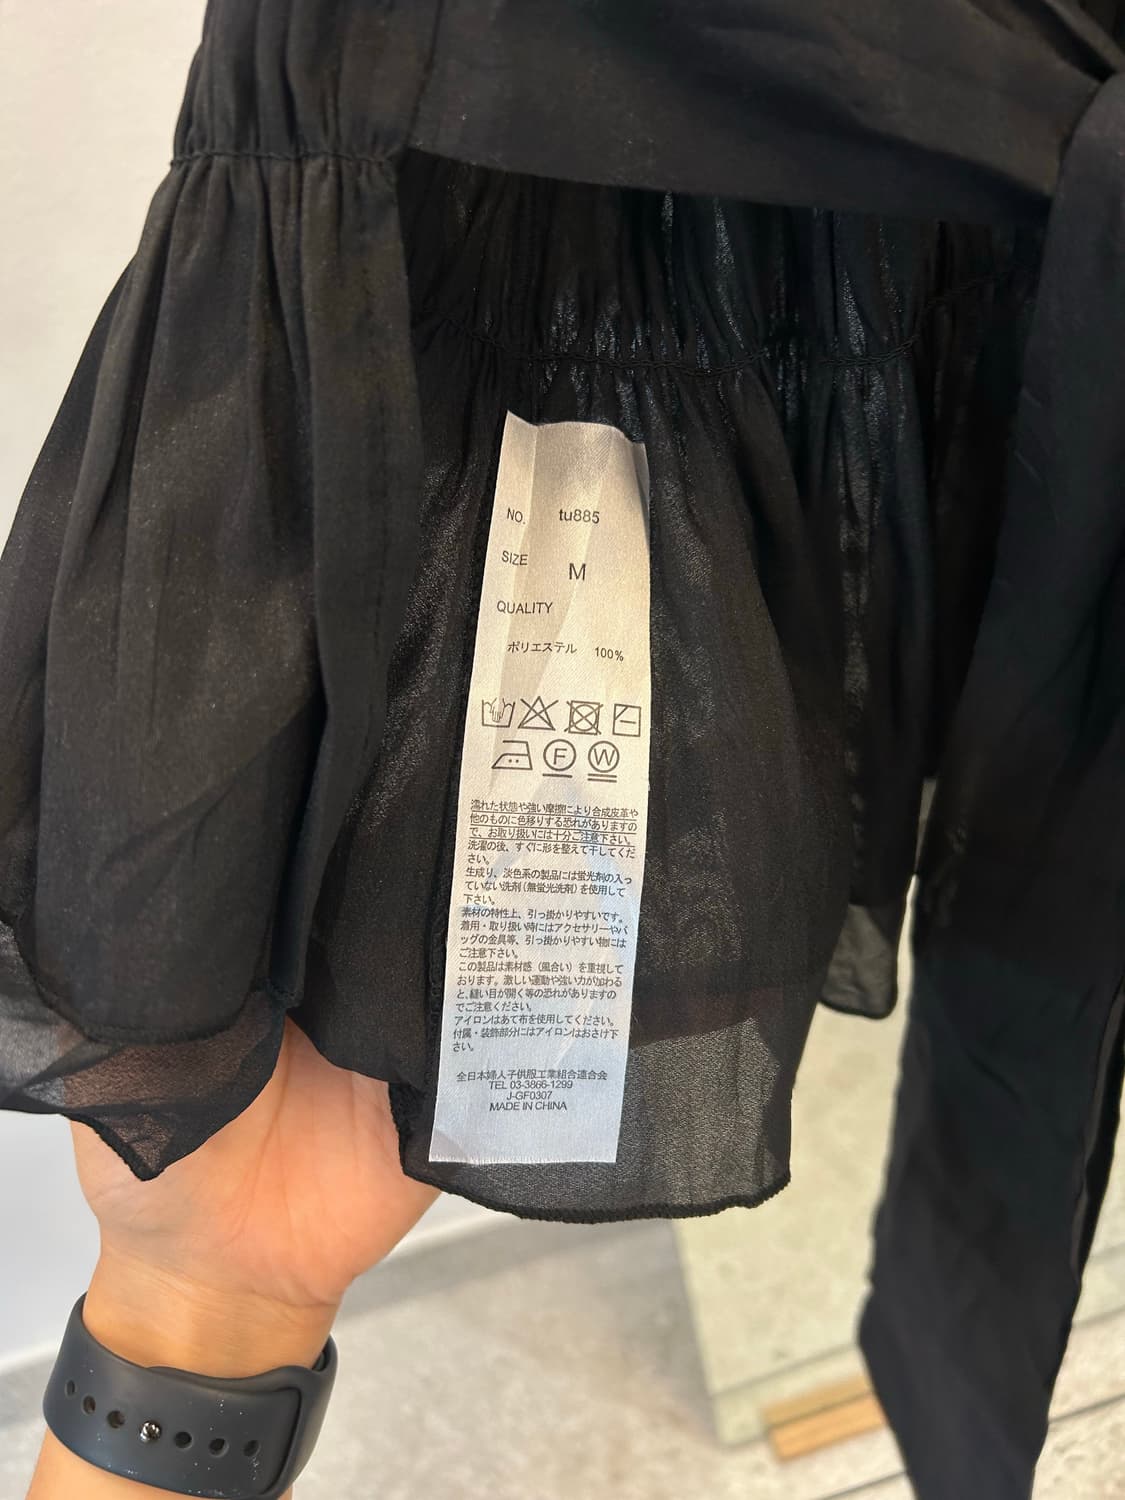 NO. tu885
SIZE M
QUALITY
ポリエステル 100%
F W
濡れた状態や強い摩擦により合成皮革や
他のものに色移りする恐れがありますの
で、お取り扱いには十分ご注意下さい。
洗濯の後、すぐに形を整えて干してくだ
さい。
生成り、淡色系の製品には蛍光剤の入っ
ていない洗剤(無蛍光洗剤)を使用して
下さい。
素材の特性上、引っ掛かりやすいです。
着用・取り扱い時にはアクセサリーやバ
ッグの金具等、引っ掛かりやすい物には
ご注意下さい。
この製品は素材感（風合い）を重視して
おります。激しい運動や強い力が加わる
と、縫い目が開く等の恐れがありますの
でご注意ください。
アイロンはあて布を使用してください。
付属・装飾部分にはアイロンはおさけ下
さい。
全日本婦人子供服工業組合連合会
TEL 03-3866-1299
J-GF0307
MADE IN CHINA